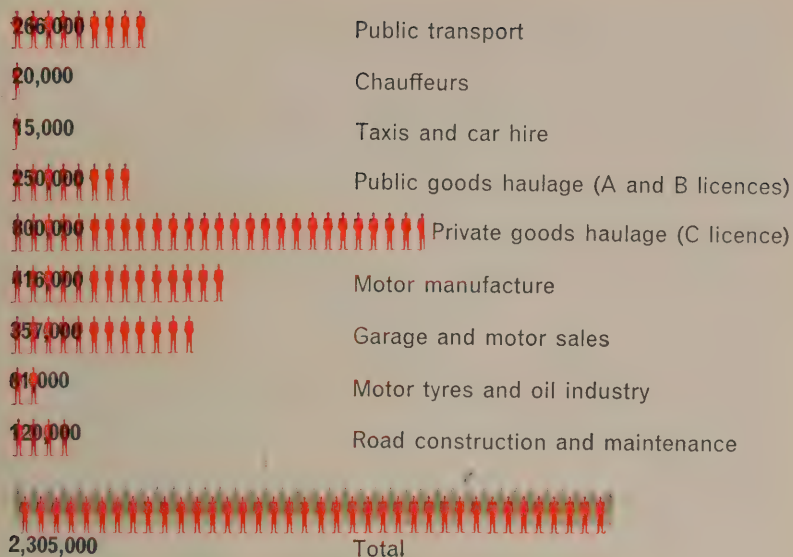 266,000 Public transport
20,000 Chauffeurs
15,000 Taxis and car hire
250,000 Public goods haulage (A and B licences)
800,000 Private goods haulage (C licence)
416,000 Motor manufacture
357,000 Garage and motor sales
61,000 Motor tyres and oil industry
120,000 Road construction and maintenance
2,305,000 Total